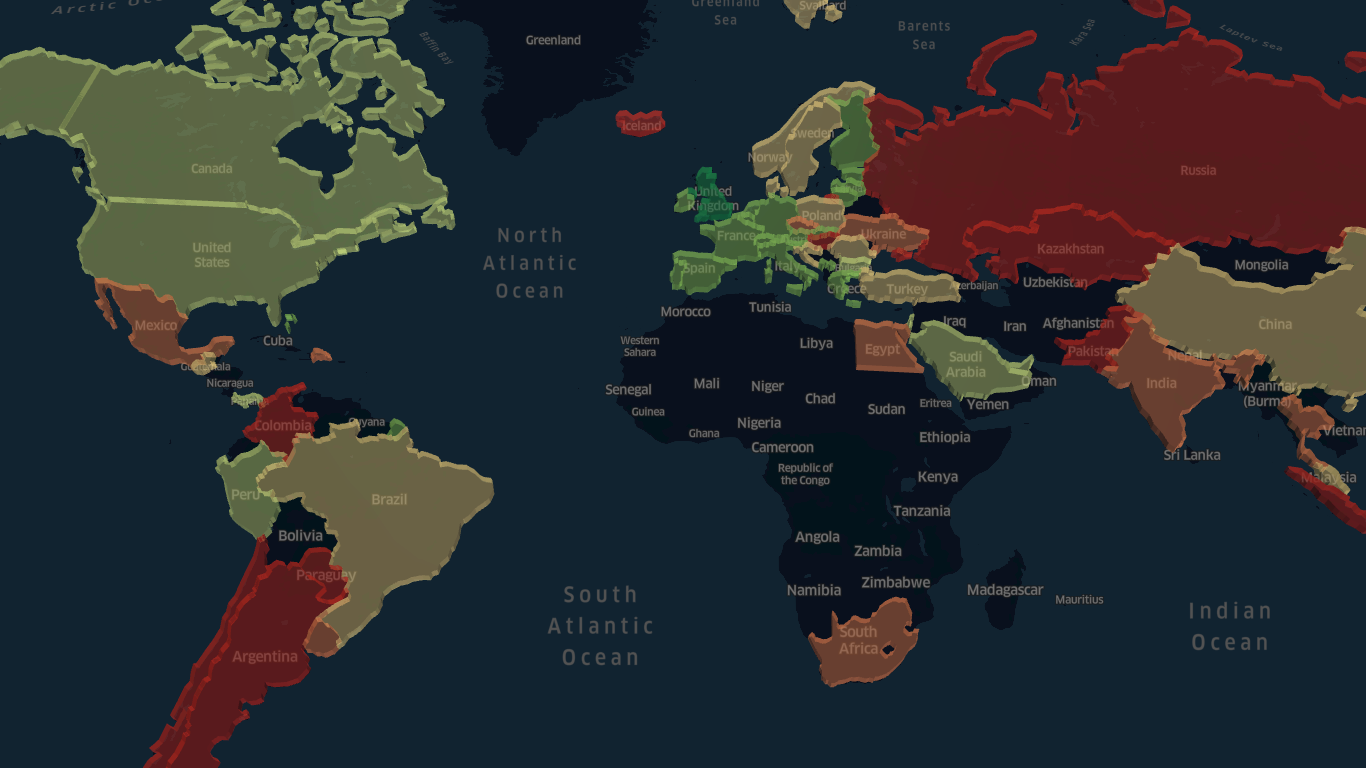 Arctic Oc
Greenland
Sea
Svalbard
Barents
Sea
Kara Sea
Laptev Sea
Baffin Bay
Greenland
Iceland
Sweden
Norway
Canada
Russia
United
Kingdom
Poland
Ukraine
France
Kazakhstan
North
Atlantic
Ocean
United
States
Spain
Italy
Mongolia
Greece
Turkey
zerbaijan
Uzbekistan
Morocco
Tunisia
Iraq
Iran
Afghanistan
China
Mexico
Cuba
Western
Sahara
Libya
Egypt
Saudi
Arabia
Pakistan
Nepal
Guatemala
Nicaragua
Senegal
Mali
Niger
Chad
Sudan
Eritrea
Yemen
Oman
India
Myanmar
(Burma)
Panam
Colombia
Guyana
Guinea
Ghana
Nigeria
Cameroon
Ethiopia
Sri Lanka
Vietnam
Peru
Brazil
Republic of
the Congo
Kenya
Malaysia
Tanzania
Bolivia
Angola
Zambia
Paraguay
Namibia
Zimbabwe
Madagascar
Mauritius
South
Atlantic
Ocean
Indian
Ocean
South
Africa
Argentina